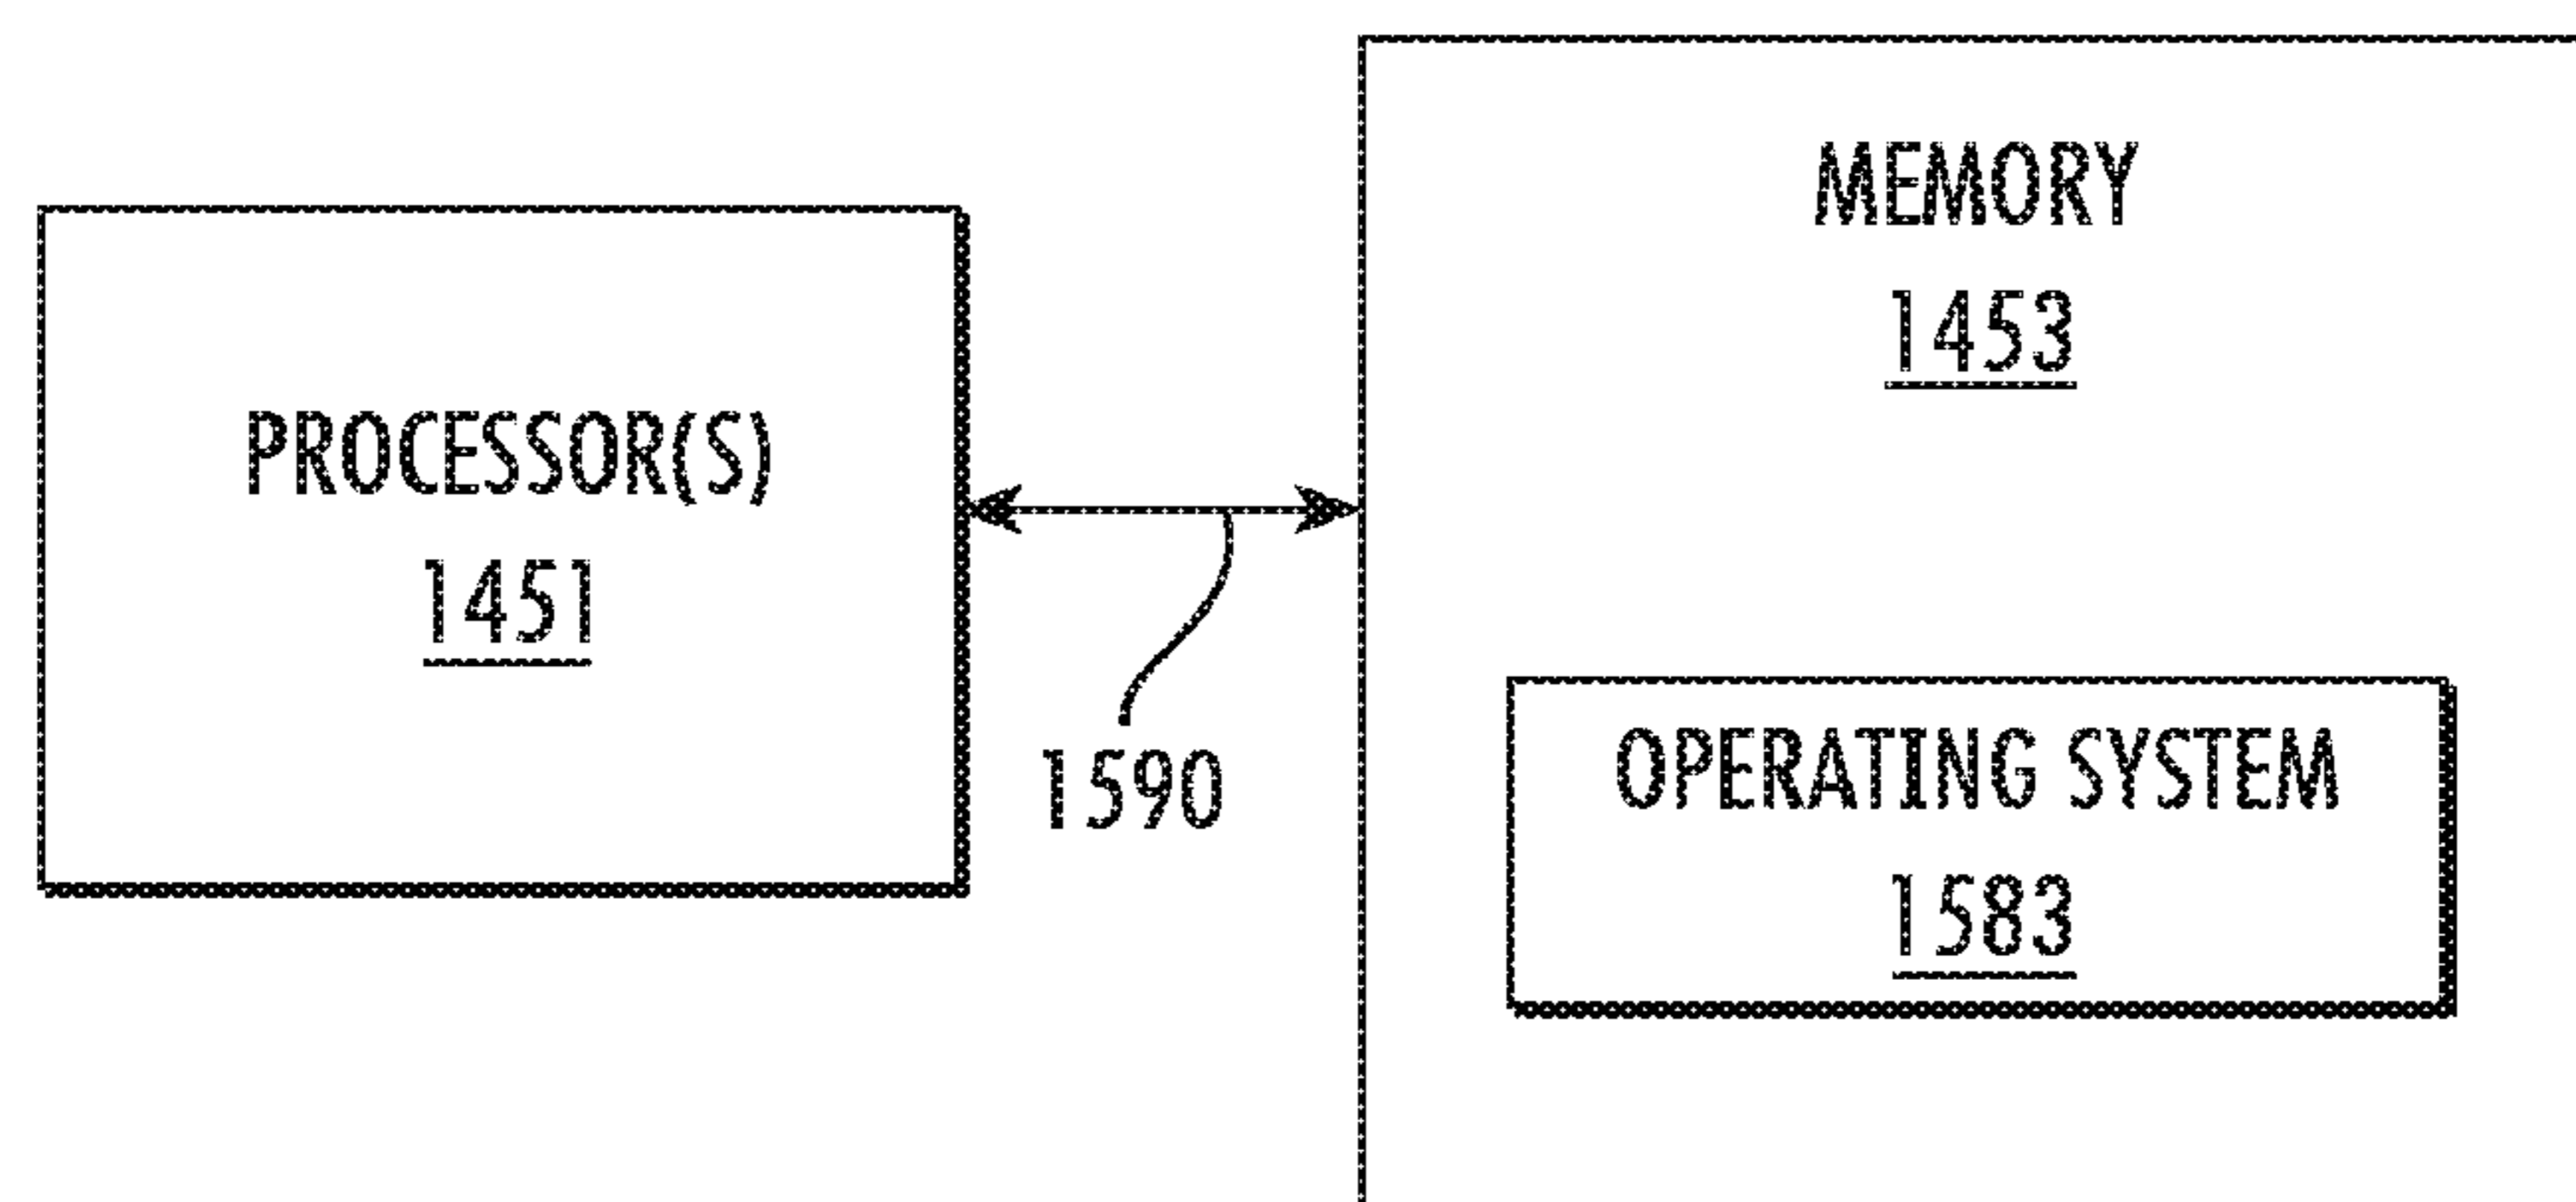 MEMORY
1453
PROCESSOR(S)
1451
1590
OPERATING SYSTEM
1583